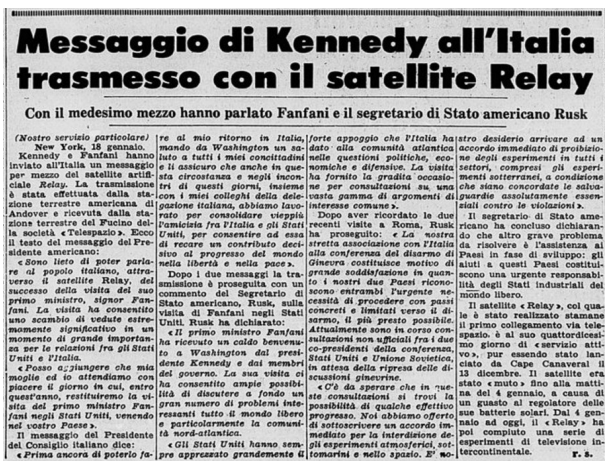 Messaggio di Kennedy all'Italia
trasmesso con il satellite Relay
Con il medesimo mezzo hanno parlato Fanfani e il segretario di Stato americano Rusk
(Nostro servizio particolare)
New York, 18 gennaio.
Kennedy e Fanfani hanno
inviato all'Italia un messaggio
per mezzo del satellite artifi-
ciale Relay. La trasmissione
è stata effettuata dalla sta-
zione terrestre americana di
Andover e ricevuta dalla sta-
zione terrestre del Fucino del-
la società «Telespazio». Ecco
il testo del messaggio del Pre-
sidente americano:
«Sono lieto di poter parla-
re al popolo italiano, attra-
verso il satellite Relay, del
successo della visita del suo
primo ministro, signor Fan-
fani. La visita ha consentito
uno scambio di vedute estre-
mamente significativo in un
momento di grande importan-
za per le relazioni fra gli Stati
Uniti e l'Italia.
«Posso aggiungere che mia
moglie ed io attendiamo con
piacere il giorno in cui, entro
quest'anno, restituiremo la vi-
sita del primo ministro Fan-
fani negli Stati Uniti, venendo
nel vostro Paese».
Il messaggio del Presidente
del Consiglio italiano dice:
«Prima ancora di poterlo fa-
re al mio ritorno in Italia,
mando da Washington un sa-
luto a tutti i miei concittadini
e li assicuro che anche in que-
sta circostanza e negli incon-
tri di questi giorni, insieme
con i miei colleghi della dele-
gazione italiana, abbiamo lavo-
rato per consolidare vieppiù
l'amicizia fra l'Italia e gli Stati
Uniti, per consentire ad essa
di recare un contributo deci-
sivo al progresso del mondo
nella libertà e nella pace».
Dopo i due messaggi la tra-
smissione è proseguita con un
commento del Segretario di
Stato americano, Rusk, sulla
visita di Fanfani negli Stati
Uniti. Rusk ha dichiarato:
«Il primo ministro Fanfani
ha ricevuto un caldo benvenu-
to a Washington dal presi-
dente Kennedy e dai membri
del governo. La sua visita ci
ha consentito ampie possibili-
tà di discutere a fondo un
gran numero di problemi inte-
ressanti tutto il mondo libero
e particolarmente la comunità
nord-atlantica.
«Gli Stati Uniti hanno sem-
pre apprezzato grandemente il
forte appoggio che l'Italia ha
dato alla comunità atlantica
nelle questioni politiche, eco-
nomiche e difensive. La visita
ha fornito la gradita occasio-
ne per consultazioni su una
vasta gamma di argomenti di
interesse comune».
Dopo aver ricordato le due
recenti visite a Roma, Rusk
ha proseguito: «La nostra
stretta associazione con l'Italia
alla conferenza del disarmo di
Ginevra costituisce motivo di
grande soddisfazione in quan-
to i nostri due Paesi ricono-
scono entrambi l'urgente ne-
cessità di procedere con passi
concreti e limitati verso il di-
sarmo, il più presto possibile.
Attualmente sono in corso con-
sultazioni non ufficiali fra i due
co-presidenti della conferenza,
Stati Uniti e Unione Sovietica,
in attesa della ripresa delle di-
scussioni ginevrine.
«C'è da sperare che in que-
ste consultazioni si trovi la
possibilità di qualche effettivo
progresso. Noi abbiamo offerto
di sottoscrivere un accordo im-
mediato per la interdizione de-
gli esperimenti atmosferici, sot-
tomarini e nello spazio. E' no-
stro desiderio arrivare ad un
accordo immediato di proibizio-
ne degli esperimenti in tutti i
settori, compresi gli esperi-
menti sotterranei, a condizione
che siano concordate le salva-
guardie assolutamente essen-
ziali contro le violazioni».
Il segretario di Stato ame-
ricano ha concluso dichiaran-
do che altro grave problema
da risolvere è l'assistenza ai
Paesi in fase di sviluppo: gli
aiuti a questi Paesi costitui-
scono una urgente responsabi-
lità degli Stati industriali del
mondo libero.
Il satellite «Relay», col qua-
le è stato realizzato stamane
il primo collegamento via tele-
spazio, è al suo quattordicesi-
mo giorno di «servizio atti-
vo», pur essendo stato lan-
ciato da Cape Canaveral il
13 dicembre. Il satellite era
stato «muto» fino alla matti-
na del 4 gennaio, a causa di
un guasto al regolatore delle
sue batterie solari. Dal 4 gen-
naio ad oggi, il «Relay» ha
poi compiuto una serie di
esperimenti di televisione in-
tercontinentale.
r. s.